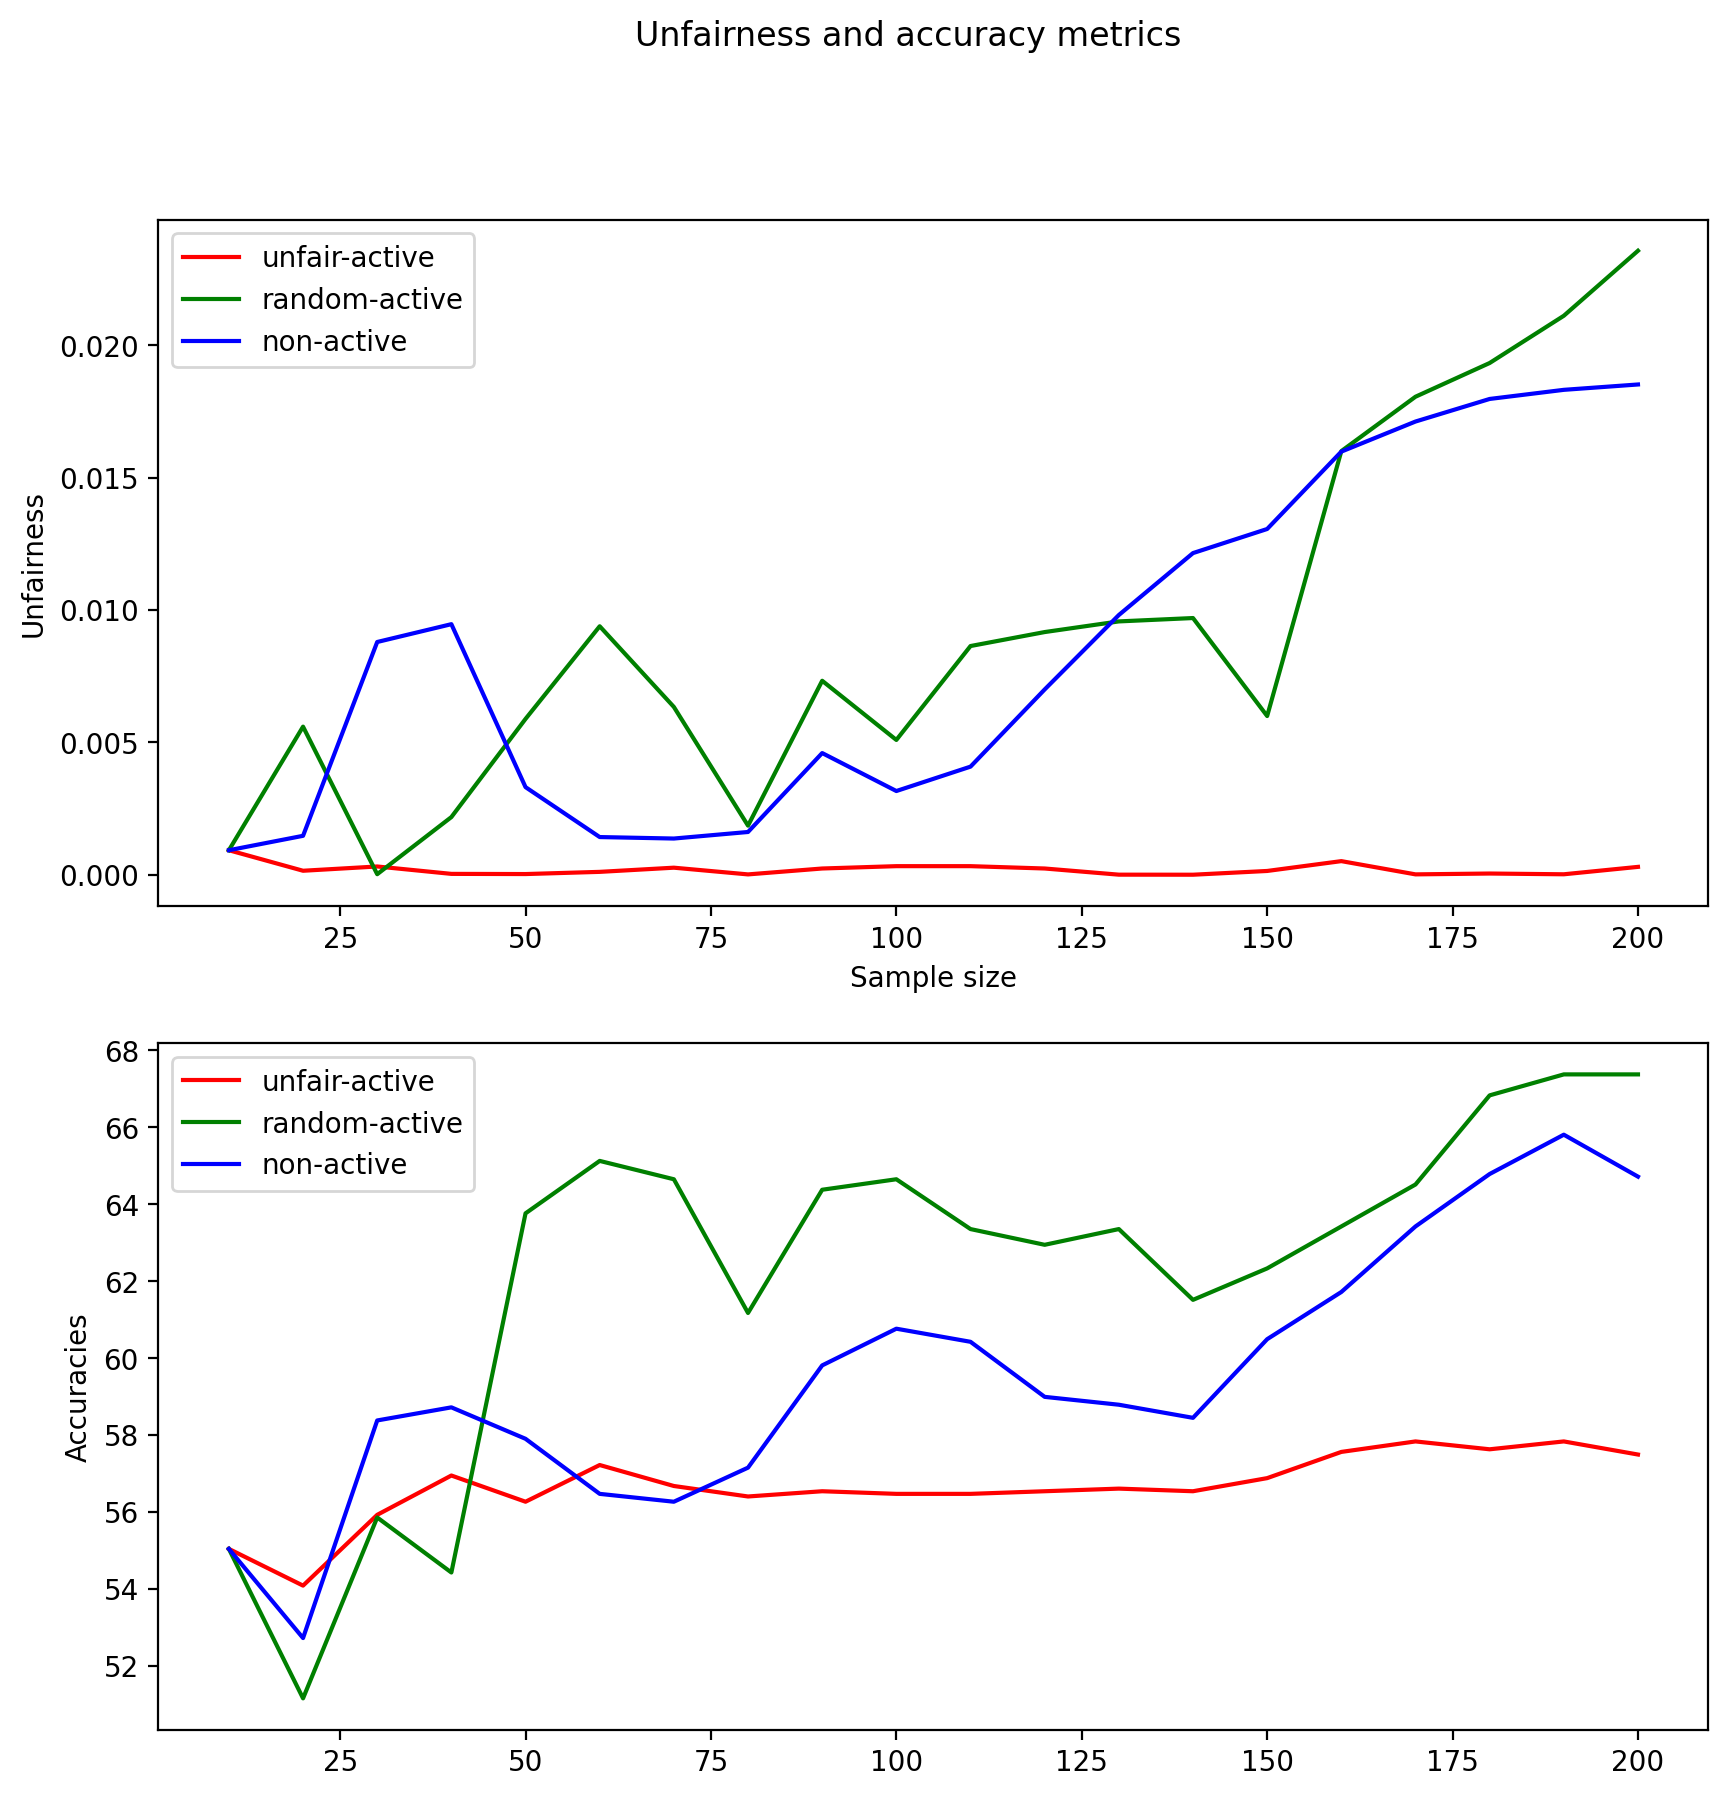 Unfairness and accuracy metrics
unfair-active
random-active
non-active
0.020
0.015
0.010
0.005
0.000
Unfairness
25 50 75 100 125 150 175 200
Sample size
unfair-active
random-active
non-active
68
66
64
62
60
58
56
54
52
Accuracies
25 50 75 100 125 150 175 200